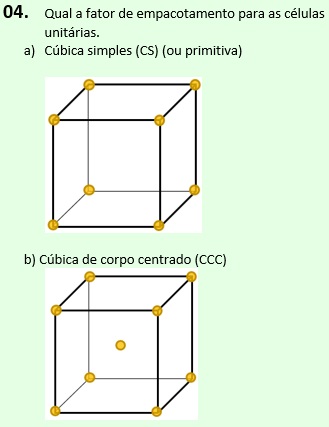 04. Qual a fator de empacotamento para as células
unitárias.
a) Cúbica simples (CS) (ou primitiva)
b) Cúbica de corpo centrado (CCC)